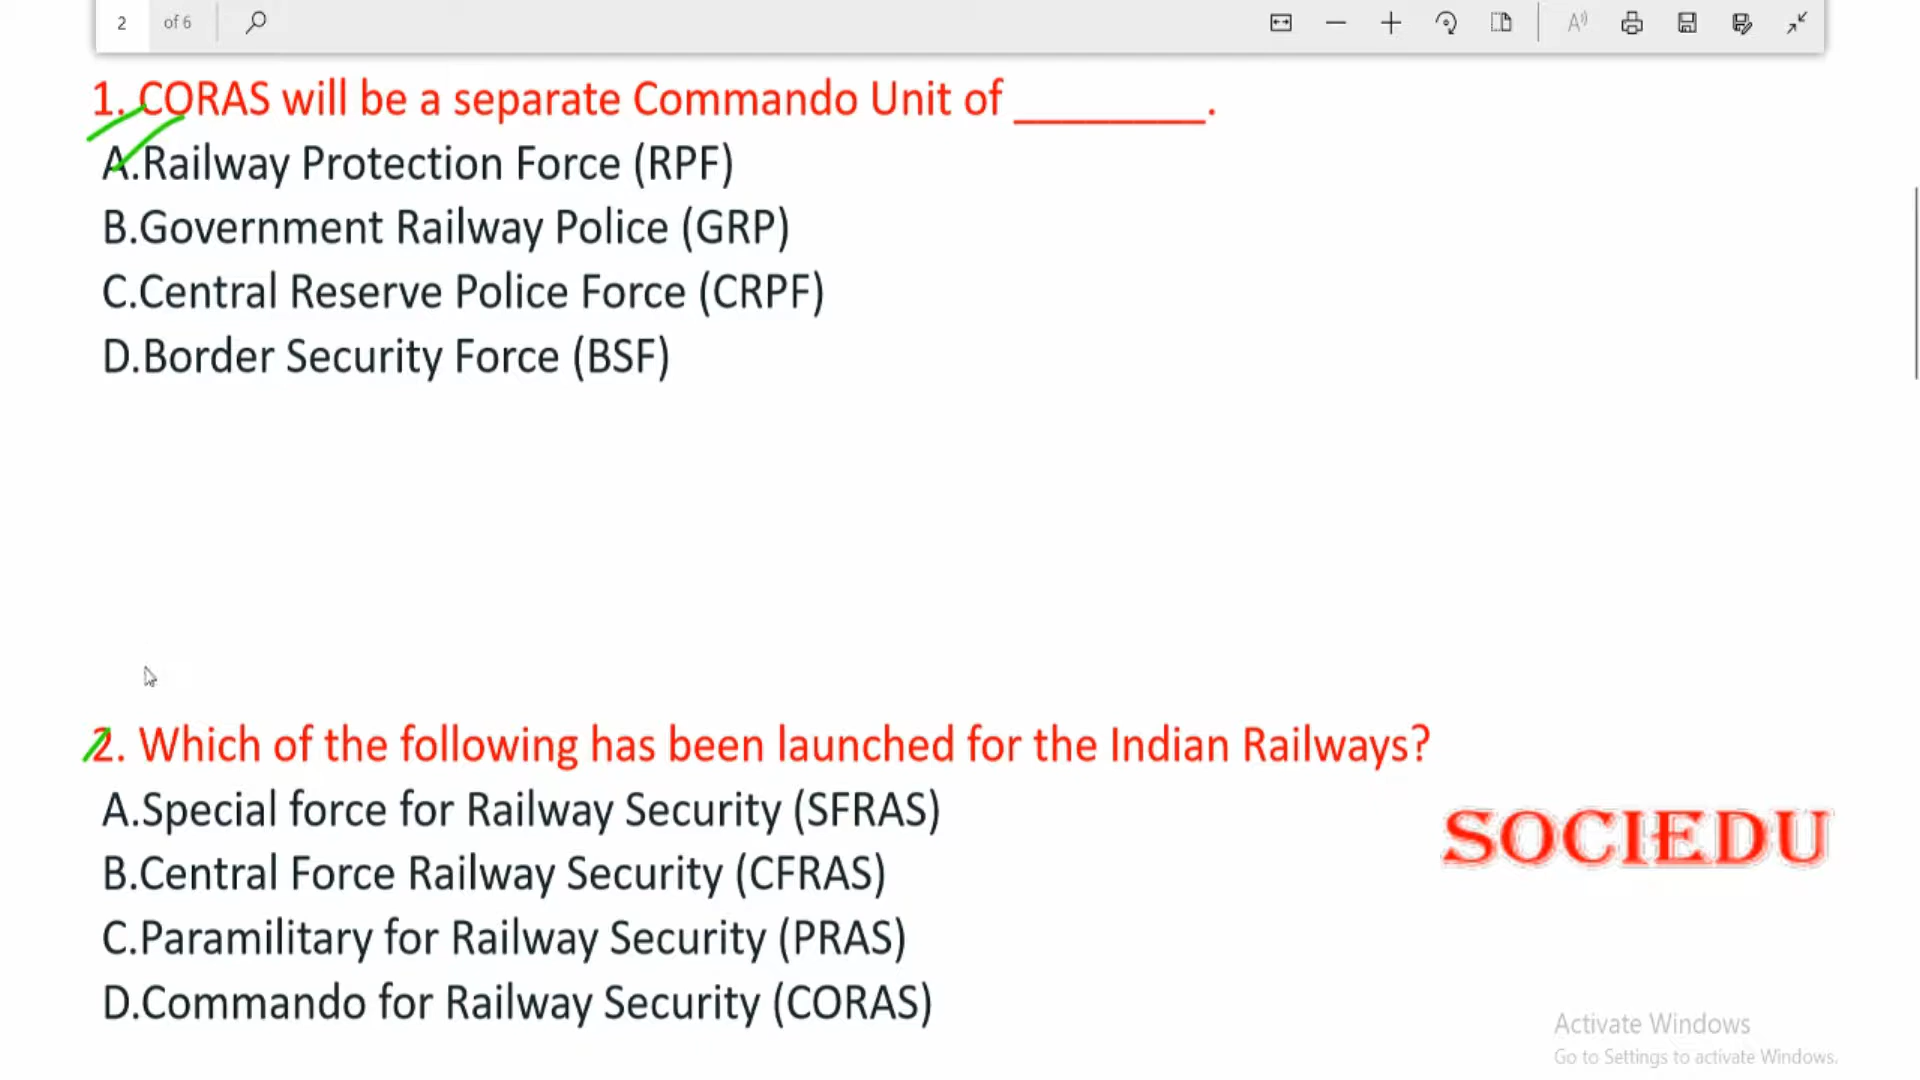 2 of 6
1. CORAS will be a separate Commando Unit of ________.
A.Railway Protection Force (RPF)
B.Government Railway Police (GRP)
C.Central Reserve Police Force (CRPF)
D.Border Security Force (BSF)
2. Which of the following has been launched for the Indian Railways?
A.Special force for Railway Security (SFRAS)
B.Central Force Railway Security (CFRAS)
C.Paramilitary for Railway Security (PRAS)
D.Commando for Railway Security (CORAS)
SOCIEDU
Activate Windows
Go to Settings to activate Windows.